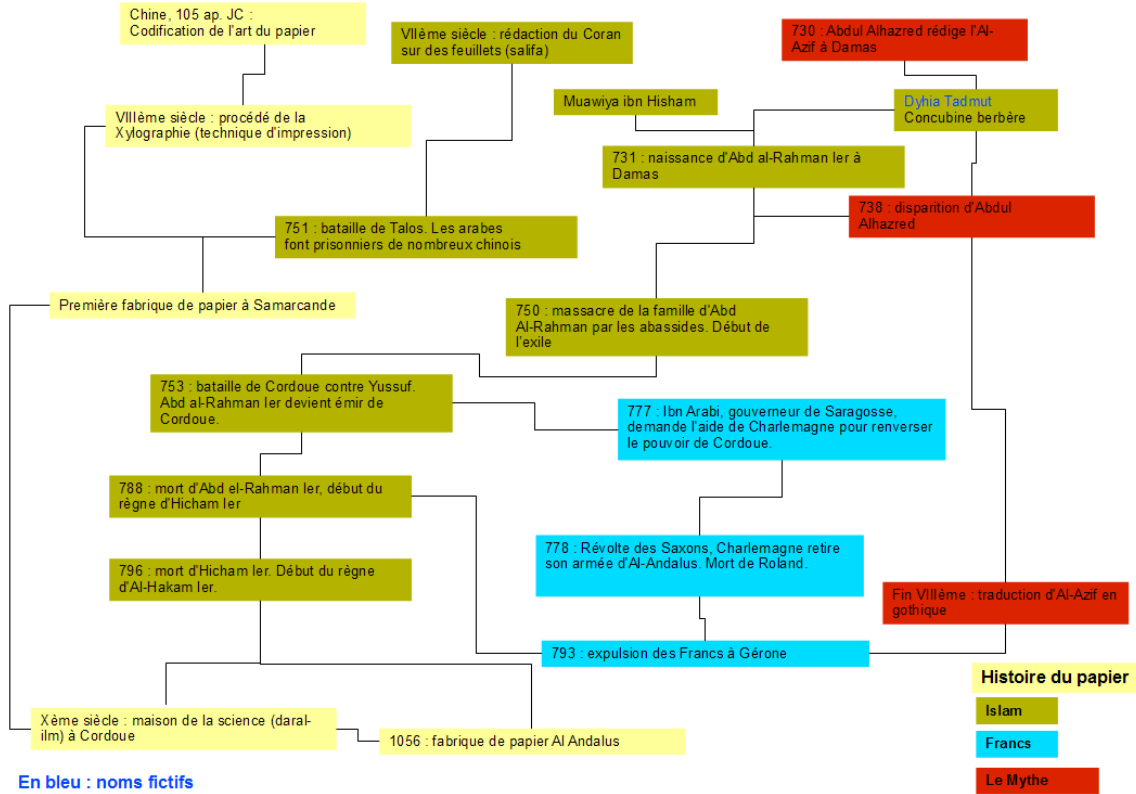 Chine, 105 ap. JC :
Codification de l'art du papier
VIIème siècle : rédaction du Coran
sur des feuillets (salifa)
730 : Abdul Alhazred rédige l'Al-
Azif à Damas
Muawiya ibn Hisham
Dyhia Tadmut
Concubine berbère
VIIIème siècle : procédé de la
Xylographie (technique d'impression)
731 : naissance d'Abd al-Rahman Ier à
Damas
738 : disparition d'Abdul
Alhazred
751 : bataille de Talos. Les arabes
font prisonniers de nombreux chinois
Première fabrique de papier à Samarcande
750 : massacre de la famille d'Abd
Al-Rahman par les abassides. Début de
l'exile
753 : bataille de Cordoue contre Yussuf.
Abd al-Rahman Ier devient émir de
Cordoue.
777 : Ibn Arabi, gouverneur de Saragosse,
demande l'aide de Charlemagne pour renverser
le pouvoir de Cordoue.
788 : mort d'Abd el-Rahman Ier, début du
règne d'Hicham Ier
778 : Révolte des Saxons, Charlemagne retire
son armée d'Al-Andalus. Mort de Roland.
796 : mort d'Hicham Ier. Début du règne
d'Al-Hakam Ier.
Fin VIIIème : traduction d'Al-Azif en
gothique
793 : expulsion des Francs à Gérone
Xème siècle : maison de la science (daral-
ilm) à Cordoue
1056 : fabrique de papier Al Andalus
Histoire du papier
Islam
Francs
Le Mythe
En bleu : noms fictifs